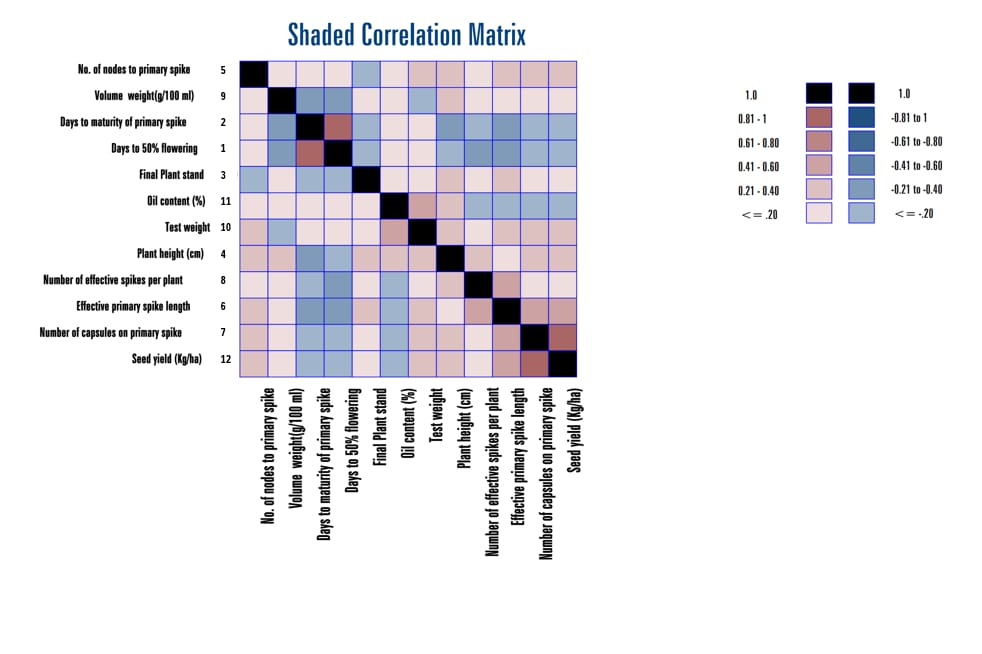 Shaded Correlation Matrix
No. of nodes to primary spike 5
Volume weight(g/100 ml) 9
Days to maturity of primary spike 2
Days to 50% flowering 1
Final Plant stand 3
Oil content (%) 11
Test weight 10
Plant height (cm) 4
Number of effective spikes per plant 8
Effective primary spike length 6
Number of capsules on primary spike 7
Seed yield (Kg/ha) 12
No. of nodes to primary spike
Volume weight(g/100 ml)
Days to maturity of primary spike
Days to 50% flowering
Final Plant stand
Oil content (%)
Test weight
Plant height (cm)
Number of effective spikes per plant
Effective primary spike length
Number of capsules on primary spike
Seed yield (Kg/ha)
1.0 1.0
0.81 - 1 -0.81 to 1
0.61 - 0.80 -0.61 to -0.80
0.41 - 0.60 -0.41 to -0.60
0.21 - 0.40 -0.21 to -0.40
<= .20 <= -.20